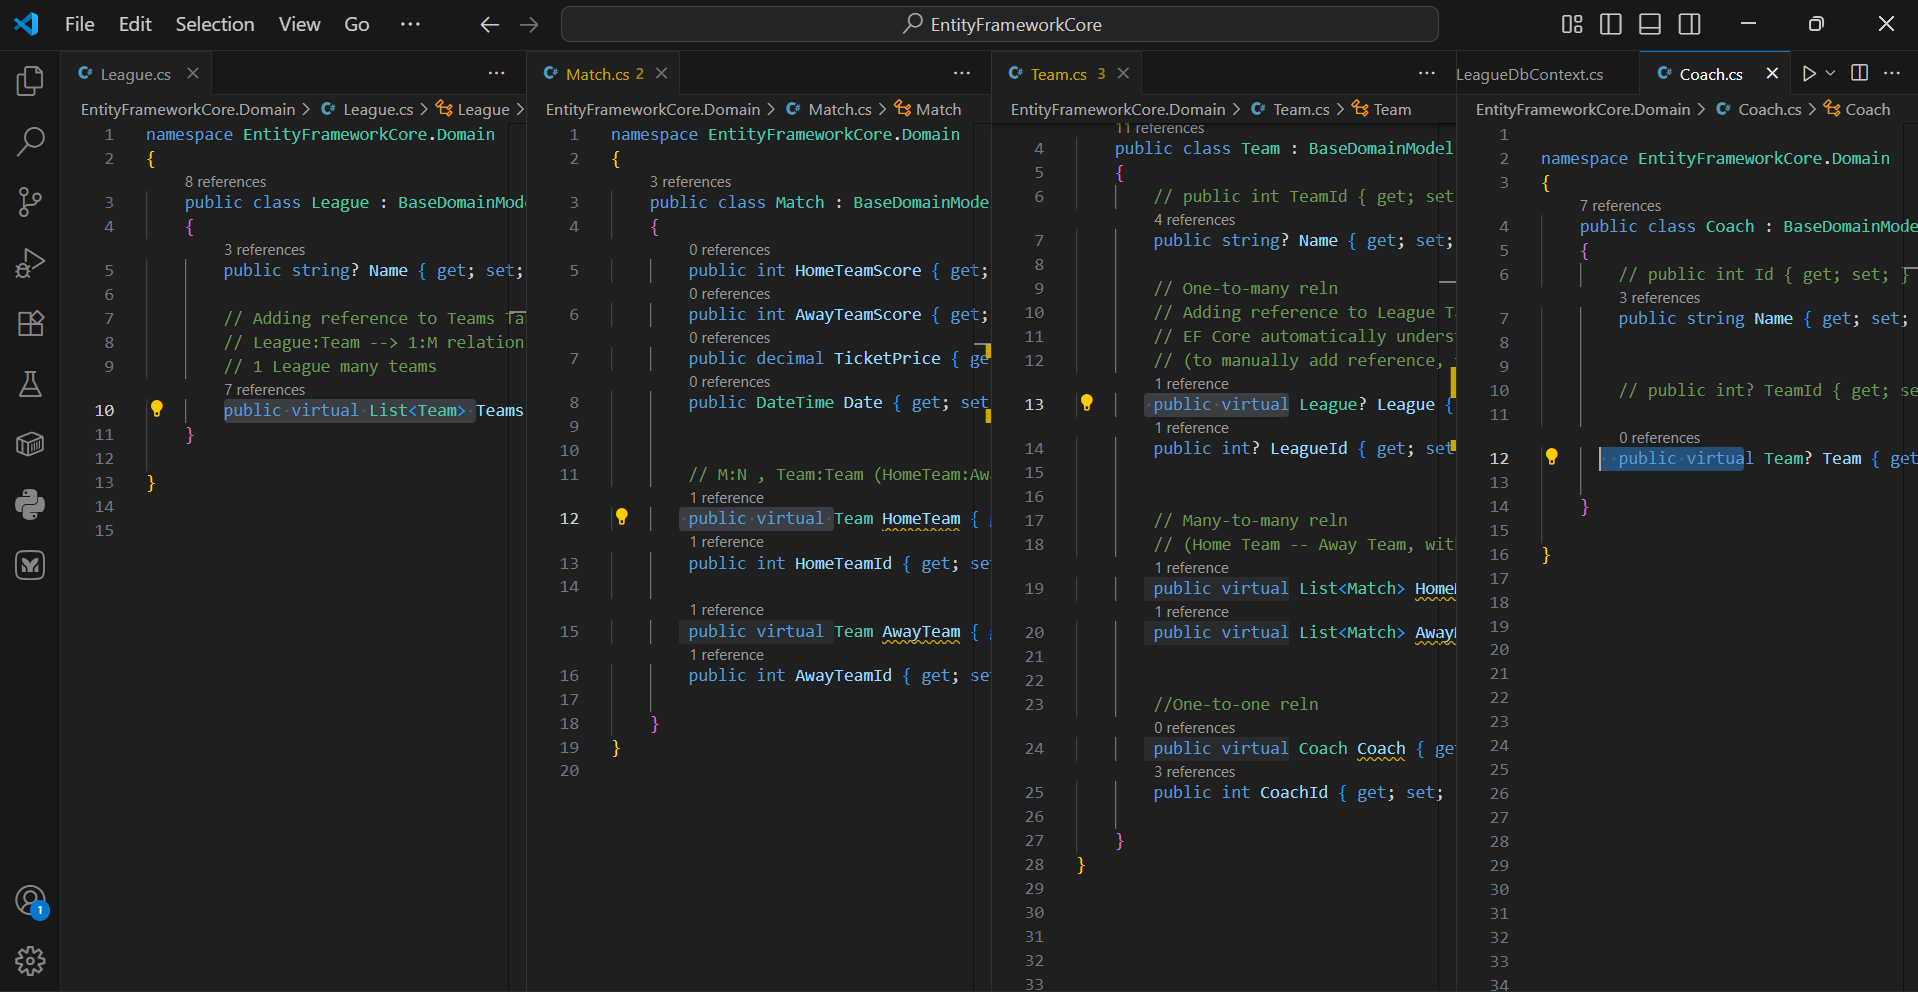 File Edit Selection View Go ··· EntityFrameworkCore
League.cs
EntityFrameworkCore.Domain > League.cs > League >
1 namespace EntityFrameworkCore.Domain
2 {
8 references
3 public class League : BaseDomainMod
4 {
3 references
5 public string? Name { get; set;
6
7 // Adding reference to Teams Ta
8 // League:Team --> 1:M relation
9 // 1 League many teams
7 references
10 public virtual List<Team> Teams
11 }
12
13 }
14
15
Match.cs 2
EntityFrameworkCore.Domain > Match.cs > Match
1 namespace EntityFrameworkCore.Domain
2 {
3 references
3 public class Match : BaseDomainMode
4 {
0 references
5 public int HomeTeamScore { get;
0 references
6 public int AwayTeamScore { get;
0 references
7 public decimal TicketPrice { ge
0 references
8 public DateTime Date { get; set
9
10
11 // M:N , Team:Team (HomeTeam:Aw
1 reference
12 public virtual Team HomeTeam {
1 reference
13 public int HomeTeamId { get; se
14
1 reference
15 public virtual Team AwayTeam {
1 reference
16 public int AwayTeamId { get; se
17
18 }
19 }
20
Team.cs 3
EntityFrameworkCore.Domain > Team.cs > Team
11 references
4 public class Team : BaseDomainModel
5 {
6 // public int TeamId { get; set
4 references
7 public string? Name { get; set;
8
9 // One-to-many reln
10 // Adding reference to League T
11 // EF Core automatically unders
12 // (to manually add reference,
1 reference
13 public virtual League? League {
1 reference
14 public int? LeagueId { get; set
15
16
17 // Many-to-many reln
18 // (Home Team -- Away Team, wit
1 reference
19 public virtual List<Match> Home
1 reference
20 public virtual List<Match> Away
21
22
23 //One-to-one reln
0 references
24 public virtual Coach Coach { ge
3 references
25 public int CoachId { get; set;
26
27 }
28 }
29
30
31
32
33
LeagueDbContext.cs Coach.cs
EntityFrameworkCore.Domain > Coach.cs > Coach
1
2 namespace EntityFrameworkCore.Domain
3 {
7 references
4 public class Coach : BaseDomainMode
5 {
6 // public int Id { get; set; }
3 references
7 public string Name { get; set;
8
9
10 // public int? TeamId { get; se
11
0 references
12 public virtual Team? Team { get
13
14 }
15
16 }
17
18
19
20
21
22
23
24
25
26
27
28
29
30
31
32
33
34
1